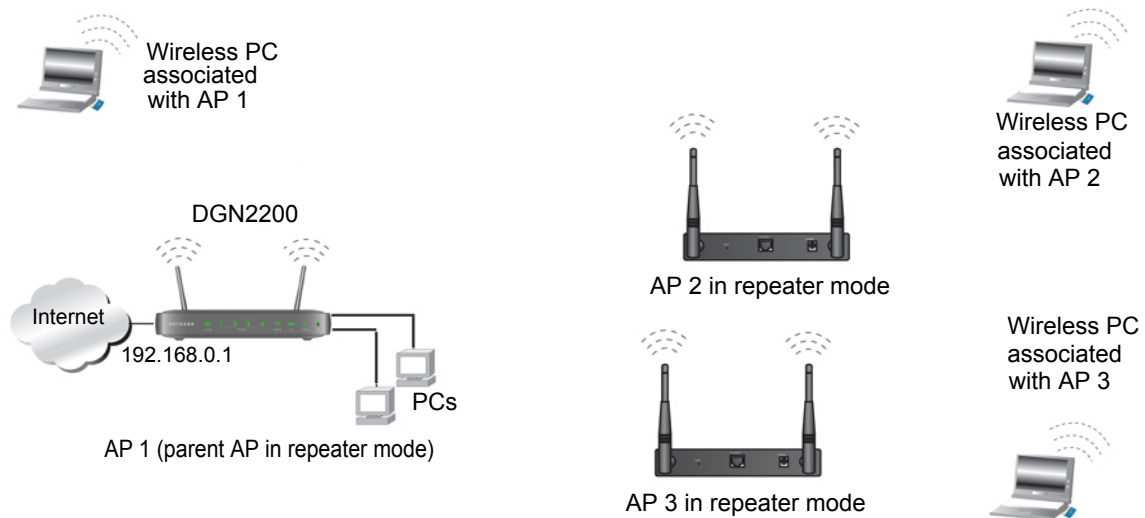 Wireless PC
associated
with AP 1
Wireless PC
associated
with AP 2
DGN2200
AP 2 in repeater mode
Internet
192.168.0.1
PCs
AP 1 (parent AP in repeater mode)
Wireless PC
associated
with AP 3
AP 3 in repeater mode
NETGEAR